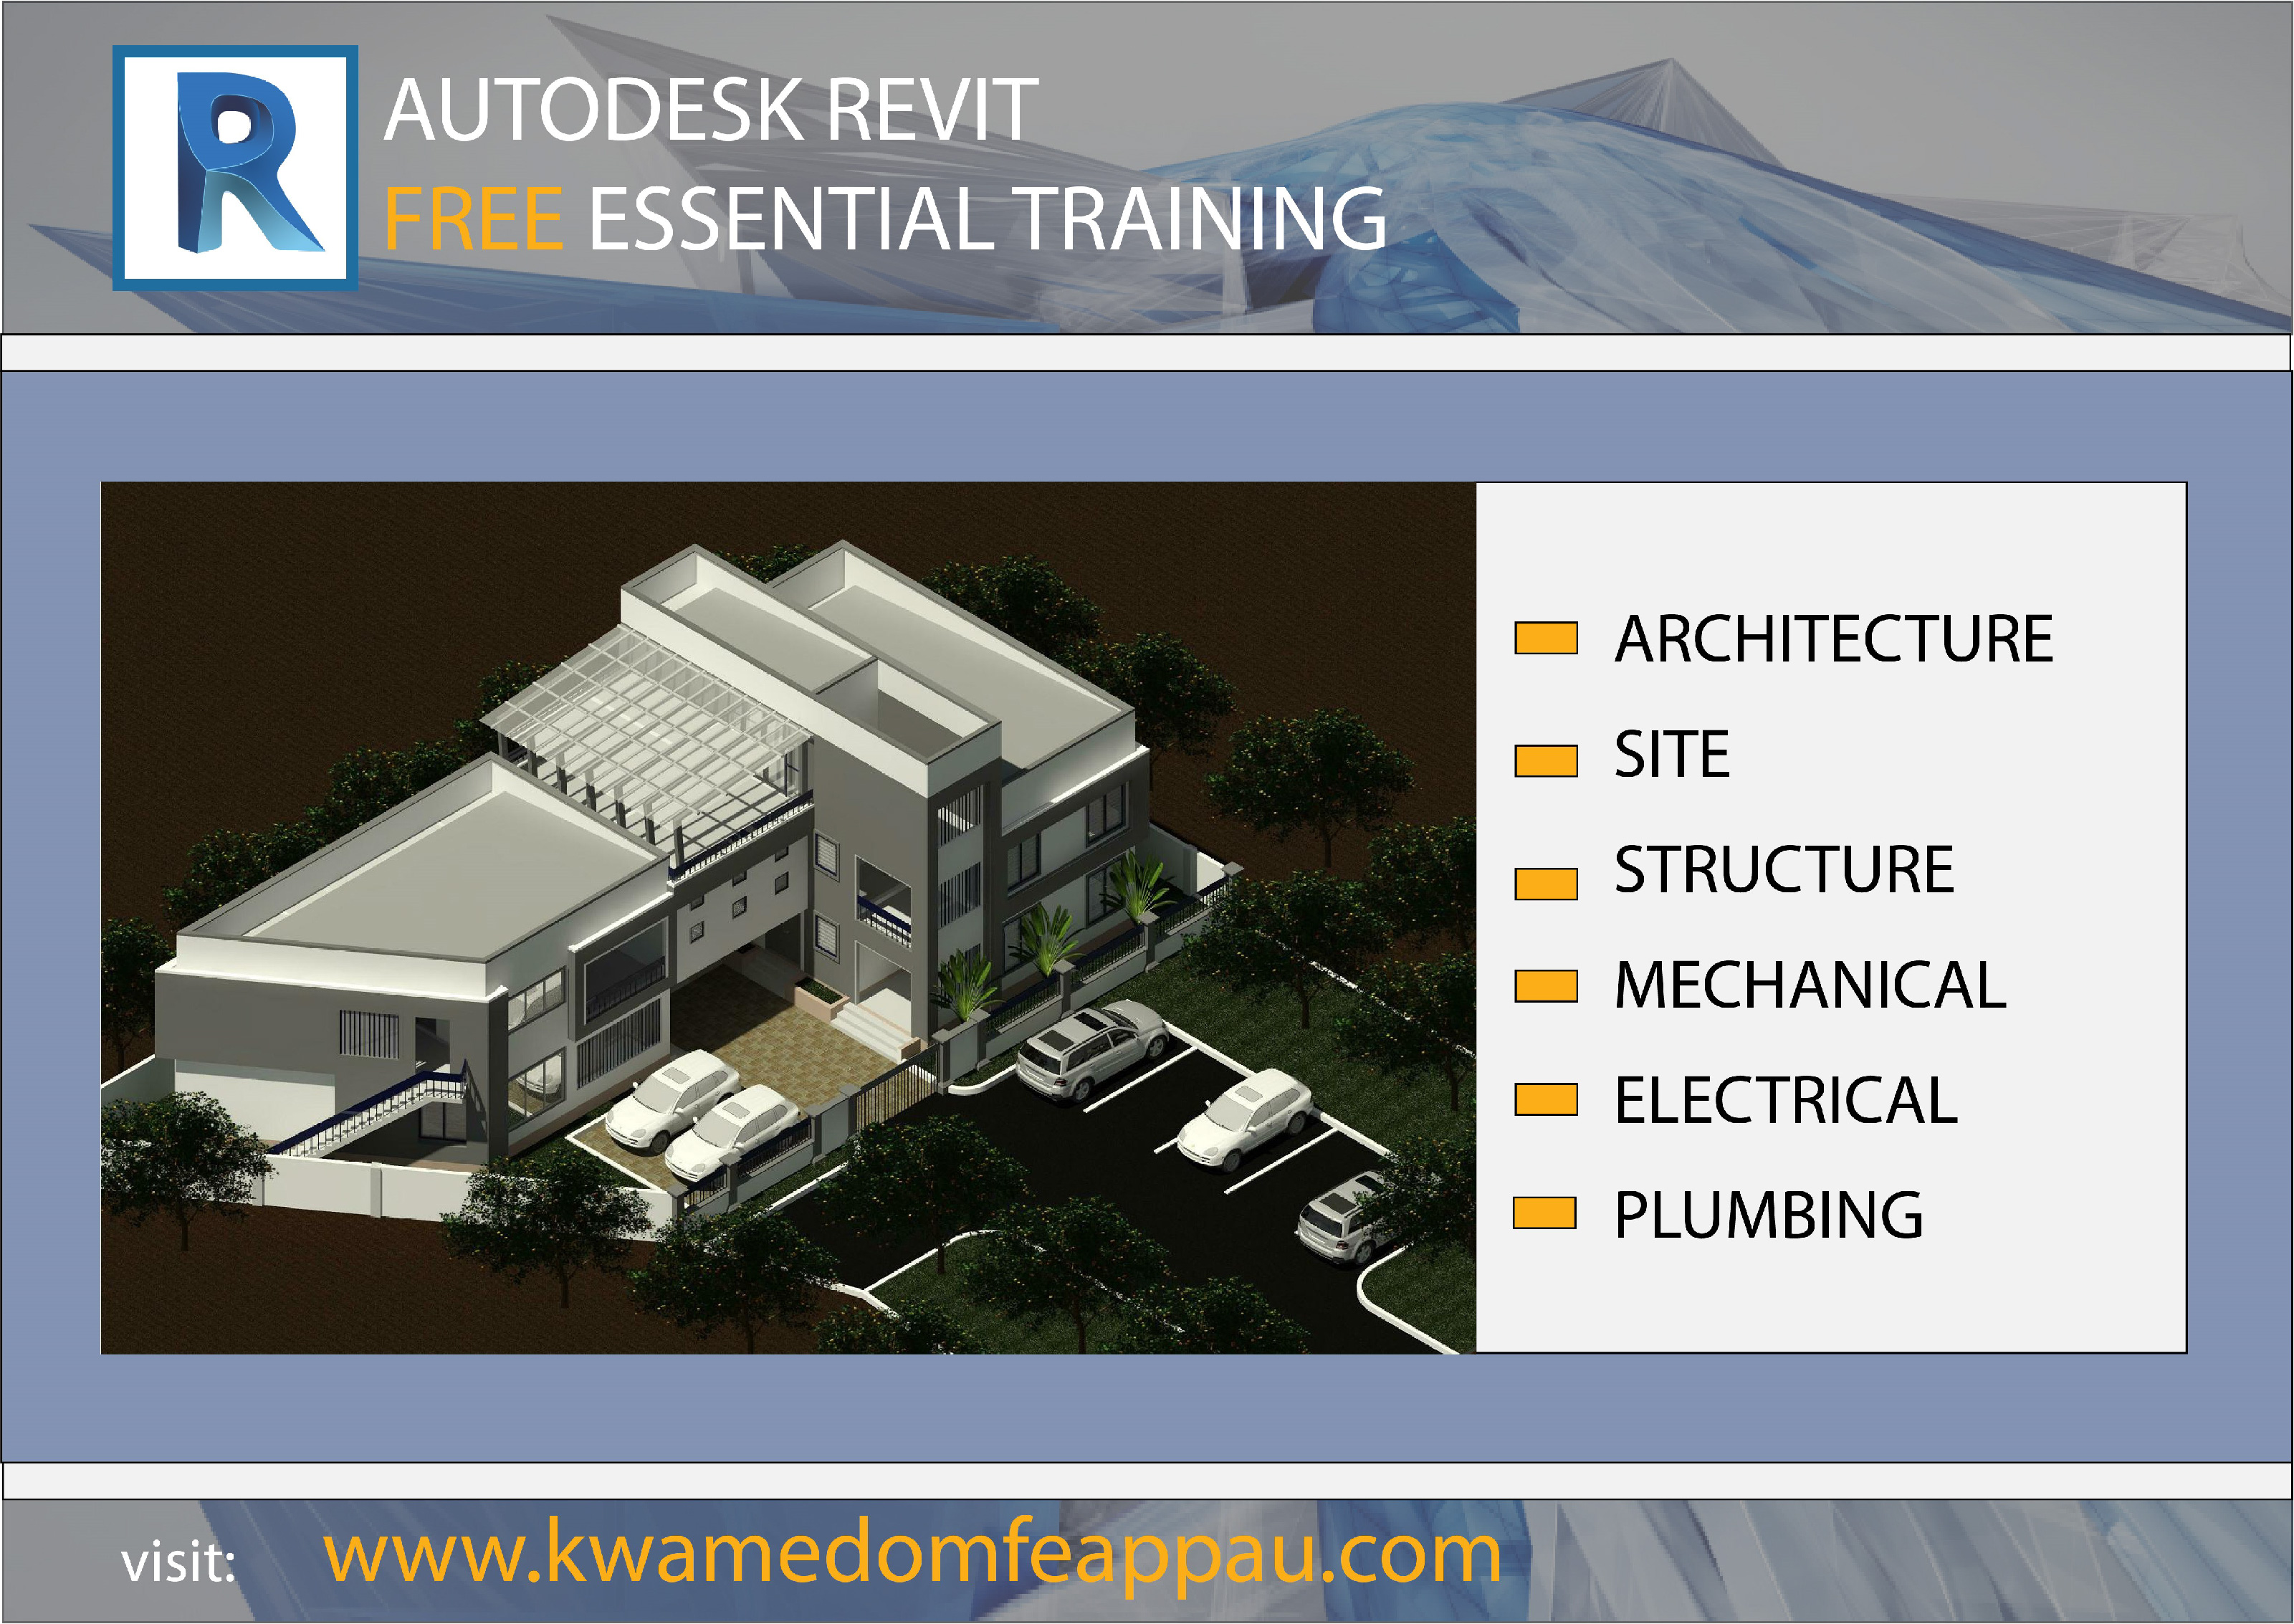 R
AUTODESK REVIT
FREE ESSENTIAL TRAINING
ARCHITECTURE
SITE
STRUCTURE
MECHANICAL
ELECTRICAL
PLUMBING
visit: www.kwamedomfeappau.com